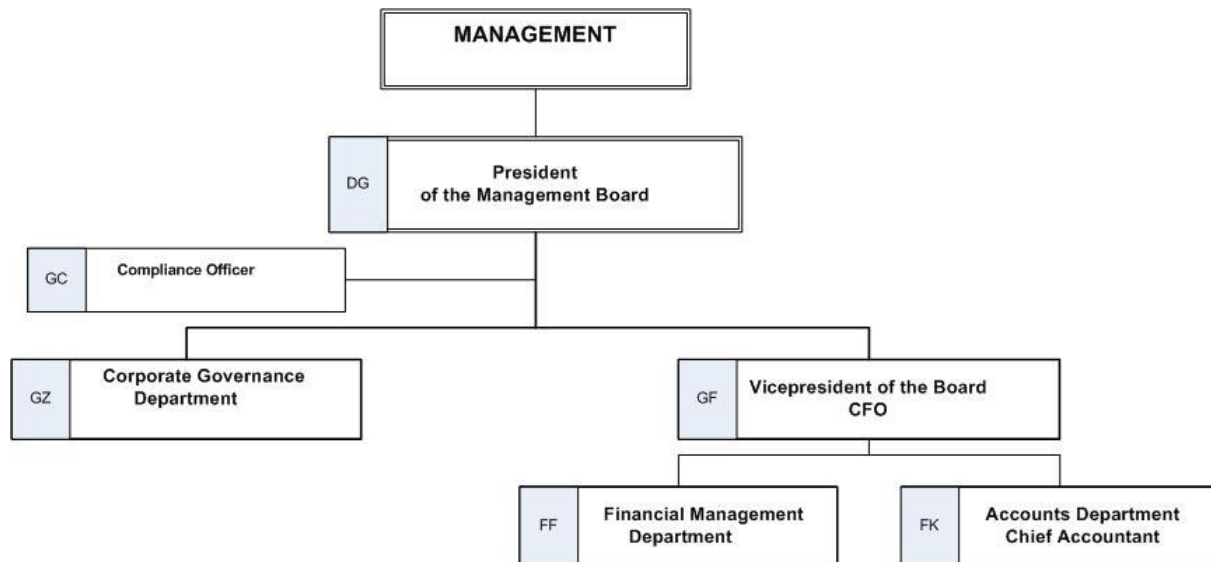 MANAGEMENT
DG
President
of the Management Board
GC
Compliance Officer
GZ
Corporate Governance
Department
GF
Vicepresident of the Board
CFO
FF
Financial Management
Department
FK
Accounts Department
Chief Accountant